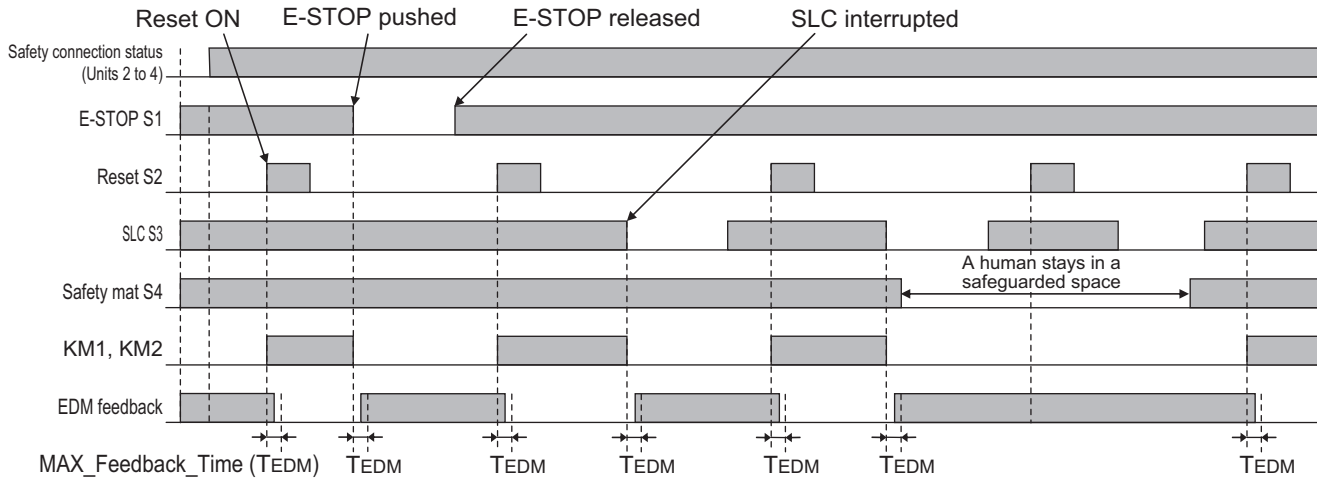 Reset ON
E-STOP pushed
E-STOP released
SLC interrupted
Safety connection status
(Units 2 to 4)
E-STOP S1
Reset S2
SLC S3
A human stays in a
safeguarded space
Safety mat S4
KM1, KM2
EDM feedback
MAX_Feedback_Time (TEDM)
TEDM
TEDM
TEDM
TEDM
TEDM
TEDM